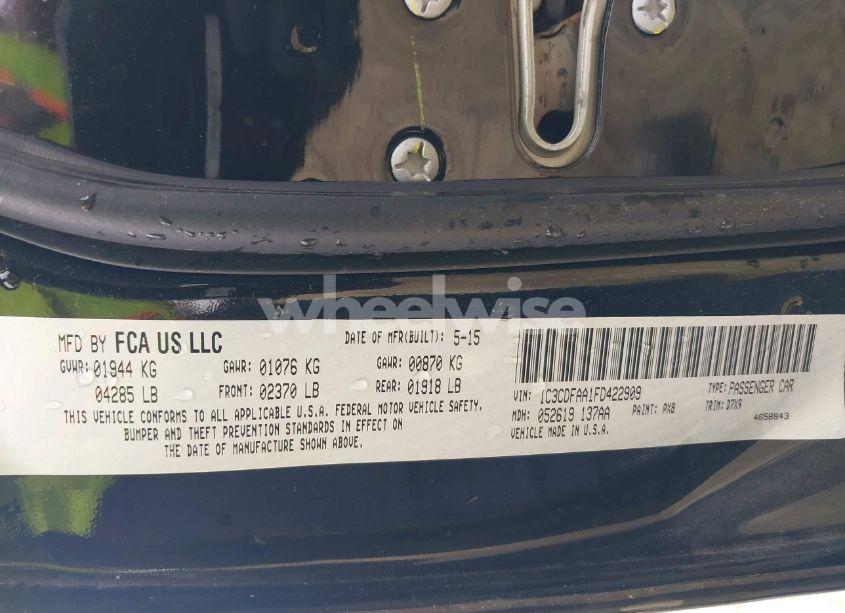 wheelwise
MFD BY FCA US LLC DATE OF MFR(BUILT): 5-15
GVWR:01944 KG GAWR: 01076 KG GAWR: 00870 KG
04285 LB FRONT: 02370 LB REAR: 01918 LB
THIS VEHICLE CONFORMS TO ALL APPLICABLE U.S.A. FEDERAL MOTOR VEHICLE SAFETY,
BUMPER AND THEFT PREVENTION STANDARDS IN EFFECT ON
THE DATE OF MANUFACTURE SHOWN ABOVE.
VIN: 1C3CDFAA1FD422909 TYPE: PASSENGER CAR
MDH: 052619 137AA PAINT: PX8 TRIM: D7X9
VEHICLE MADE IN U.S.A. 4658843